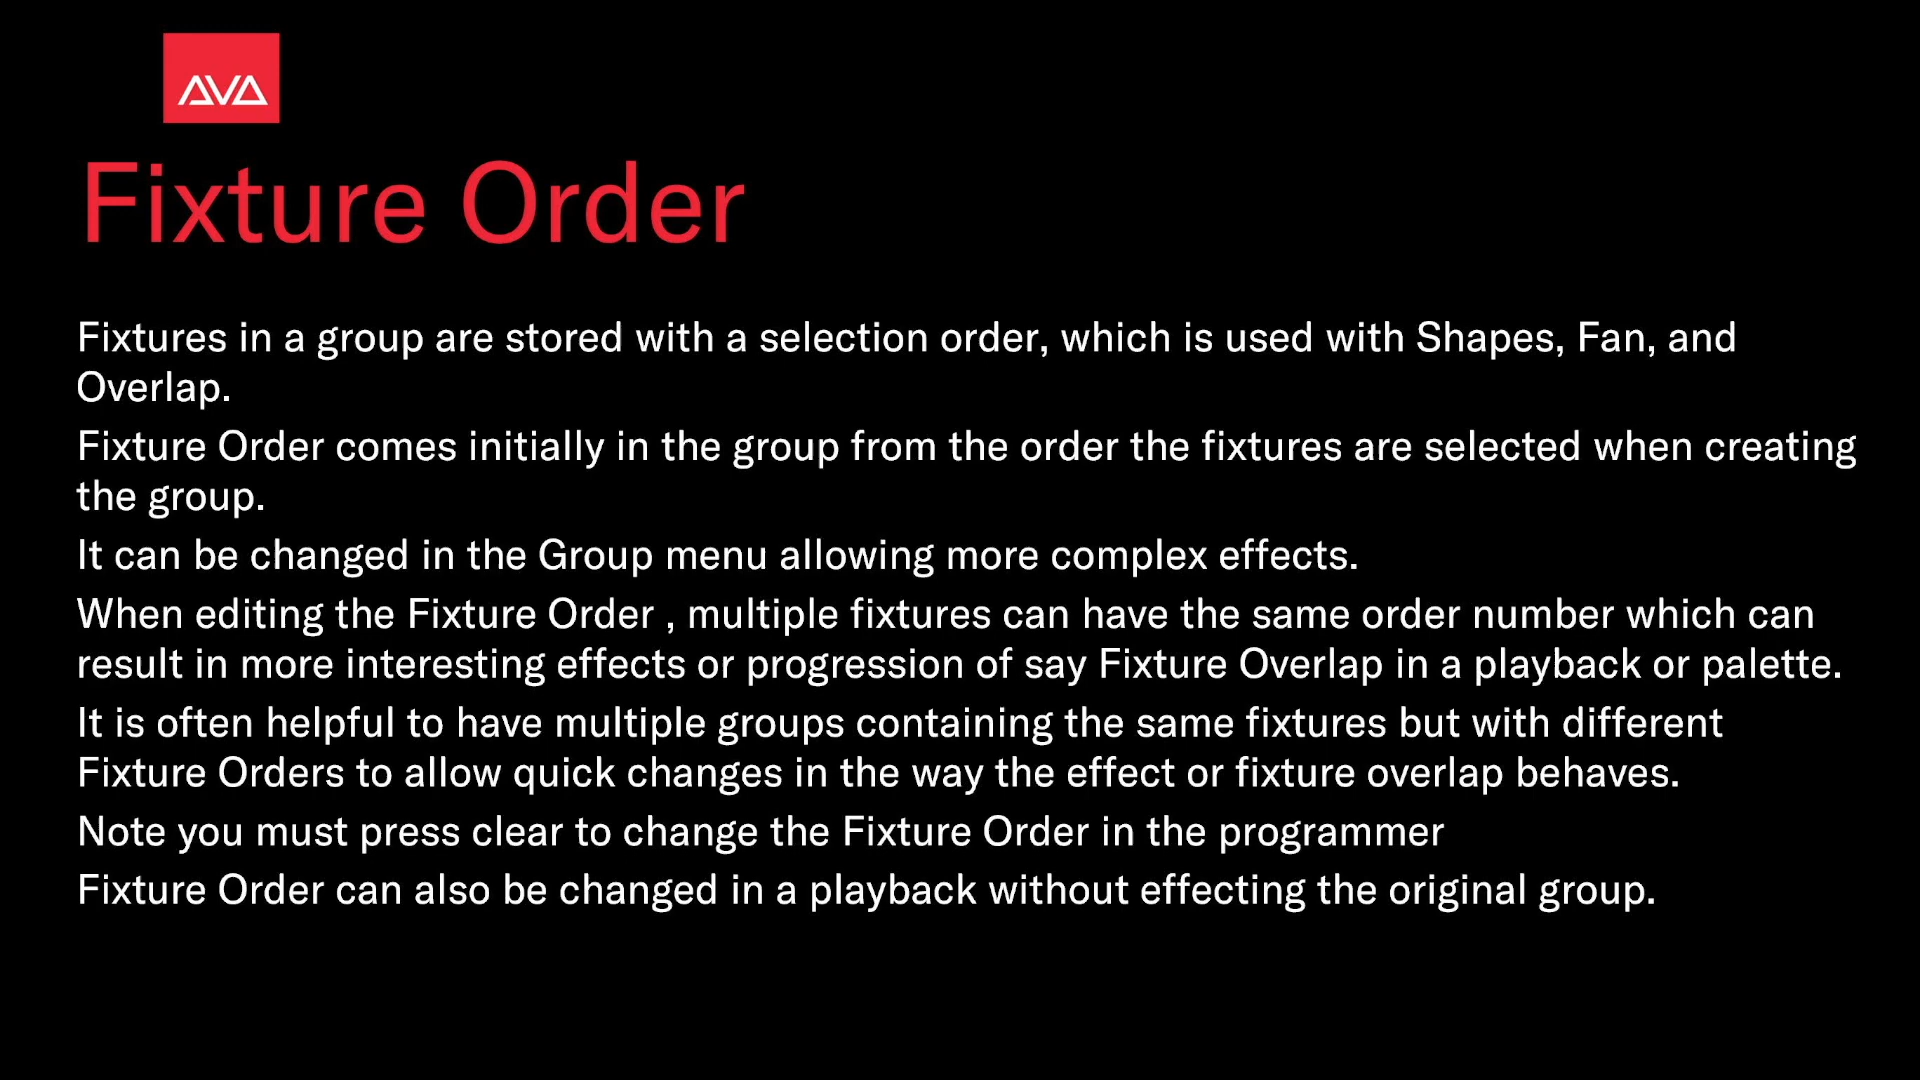 AVA
Fixture Order
Fixtures in a group are stored with a selection order, which is used with Shapes, Fan, and
Overlap.
Fixture Order comes initially in the group from the order the fixtures are selected when creating
the group.
It can be changed in the Group menu allowing more complex effects.
When editing the Fixture Order , multiple fixtures can have the same order number which can
result in more interesting effects or progression of say Fixture Overlap in a playback or palette.
It is often helpful to have multiple groups containing the same fixtures but with different
Fixture Orders to allow quick changes in the way the effect or fixture overlap behaves.
Note you must press clear to change the Fixture Order in the programmer
Fixture Order can also be changed in a playback without effecting the original group.